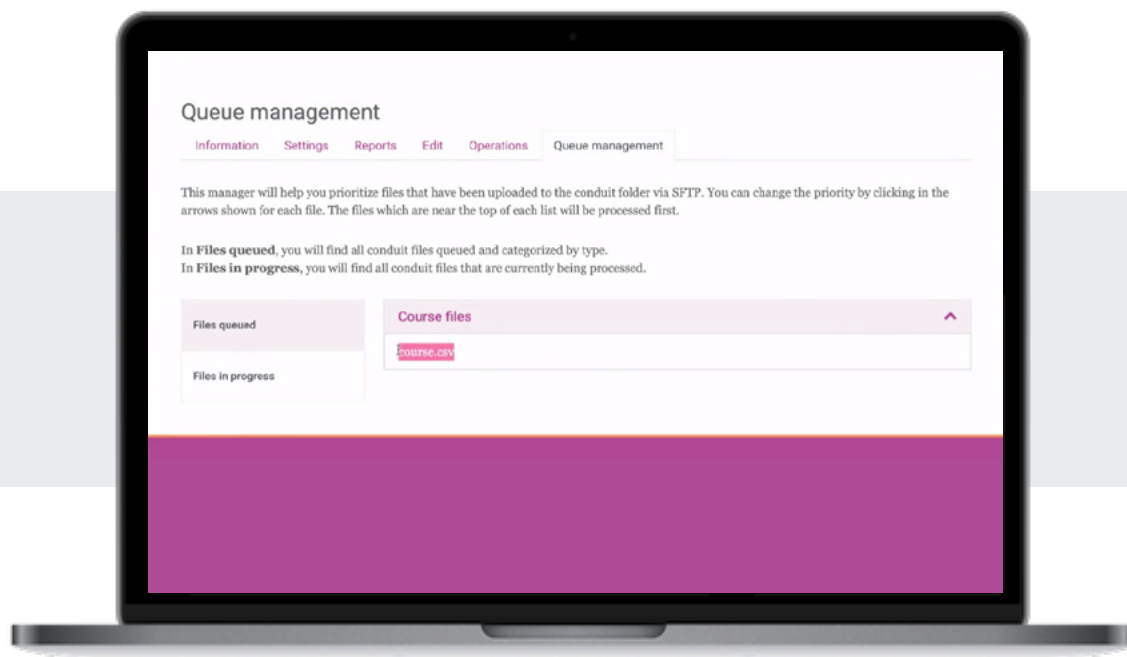 Queue management
Information Settings Reports Edit Operations Queue management
This manager will help you prioritize files that have been uploaded to the conduit folder via SFTP. You can change the priority by clicking in the
arrows shown for each file. The files which are near the top of each list will be processed first.
In Files queued, you will find all conduit files queued and categorized by type.
In Files in progress, you will find all conduit files that are currently being processed.
Files queued
Files in progress
Course files
course.csv